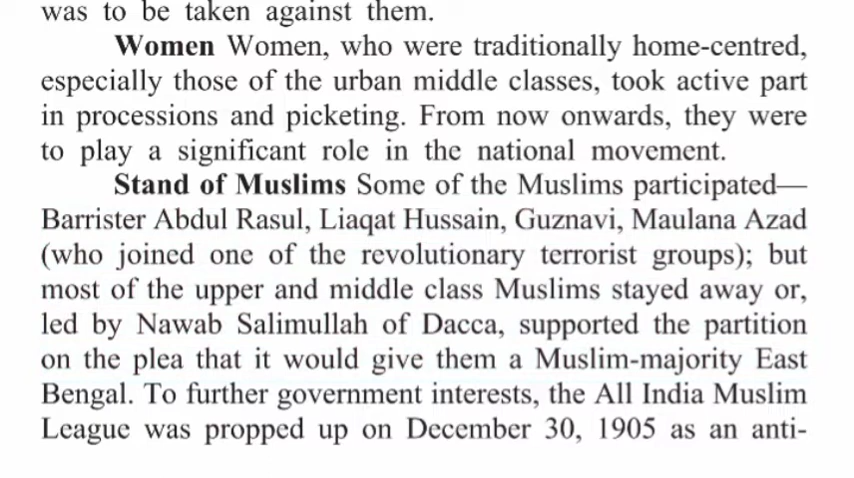 was to be taken against them.
Women Women, who were traditionally home-centred,
especially those of the urban middle classes, took active part
in processions and picketing. From now onwards, they were
to play a significant role in the national movement.
Stand of Muslims Some of the Muslims participated—
Barrister Abdul Rasul, Liaqat Hussain, Guznavi, Maulana Azad
(who joined one of the revolutionary terrorist groups); but
most of the upper and middle class Muslims stayed away or,
led by Nawab Salimullah of Dacca, supported the partition
on the plea that it would give them a Muslim-majority East
Bengal. To further government interests, the All India Muslim
League was propped up on December 30, 1905 as an anti-